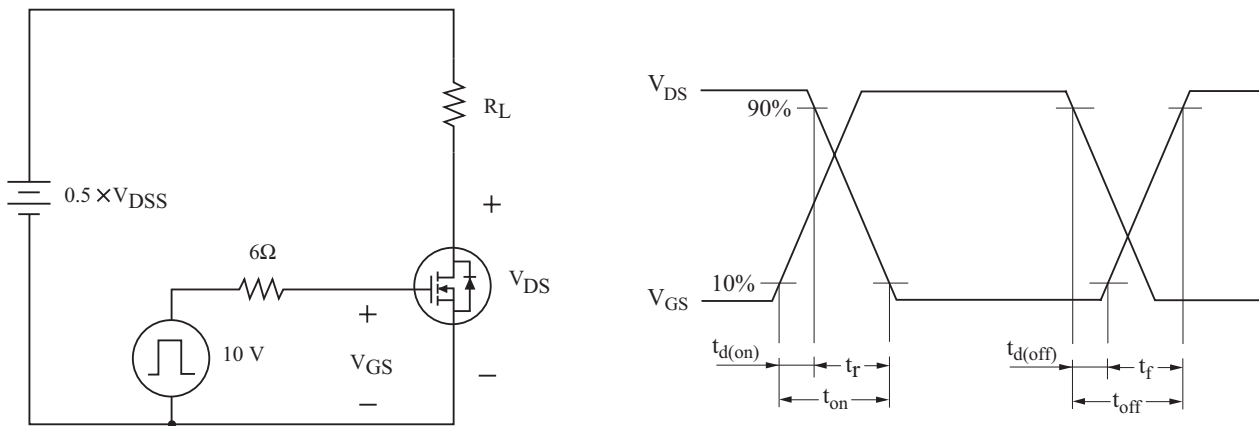 R_L
0.5 ×V_DSS
+
6Ω
V_DS
+
10 V
V_GS
−
−
V_DS
90%
V_GS
10%
t_d(on)
t_r
t_on
t_d(off)
t_f
t_off